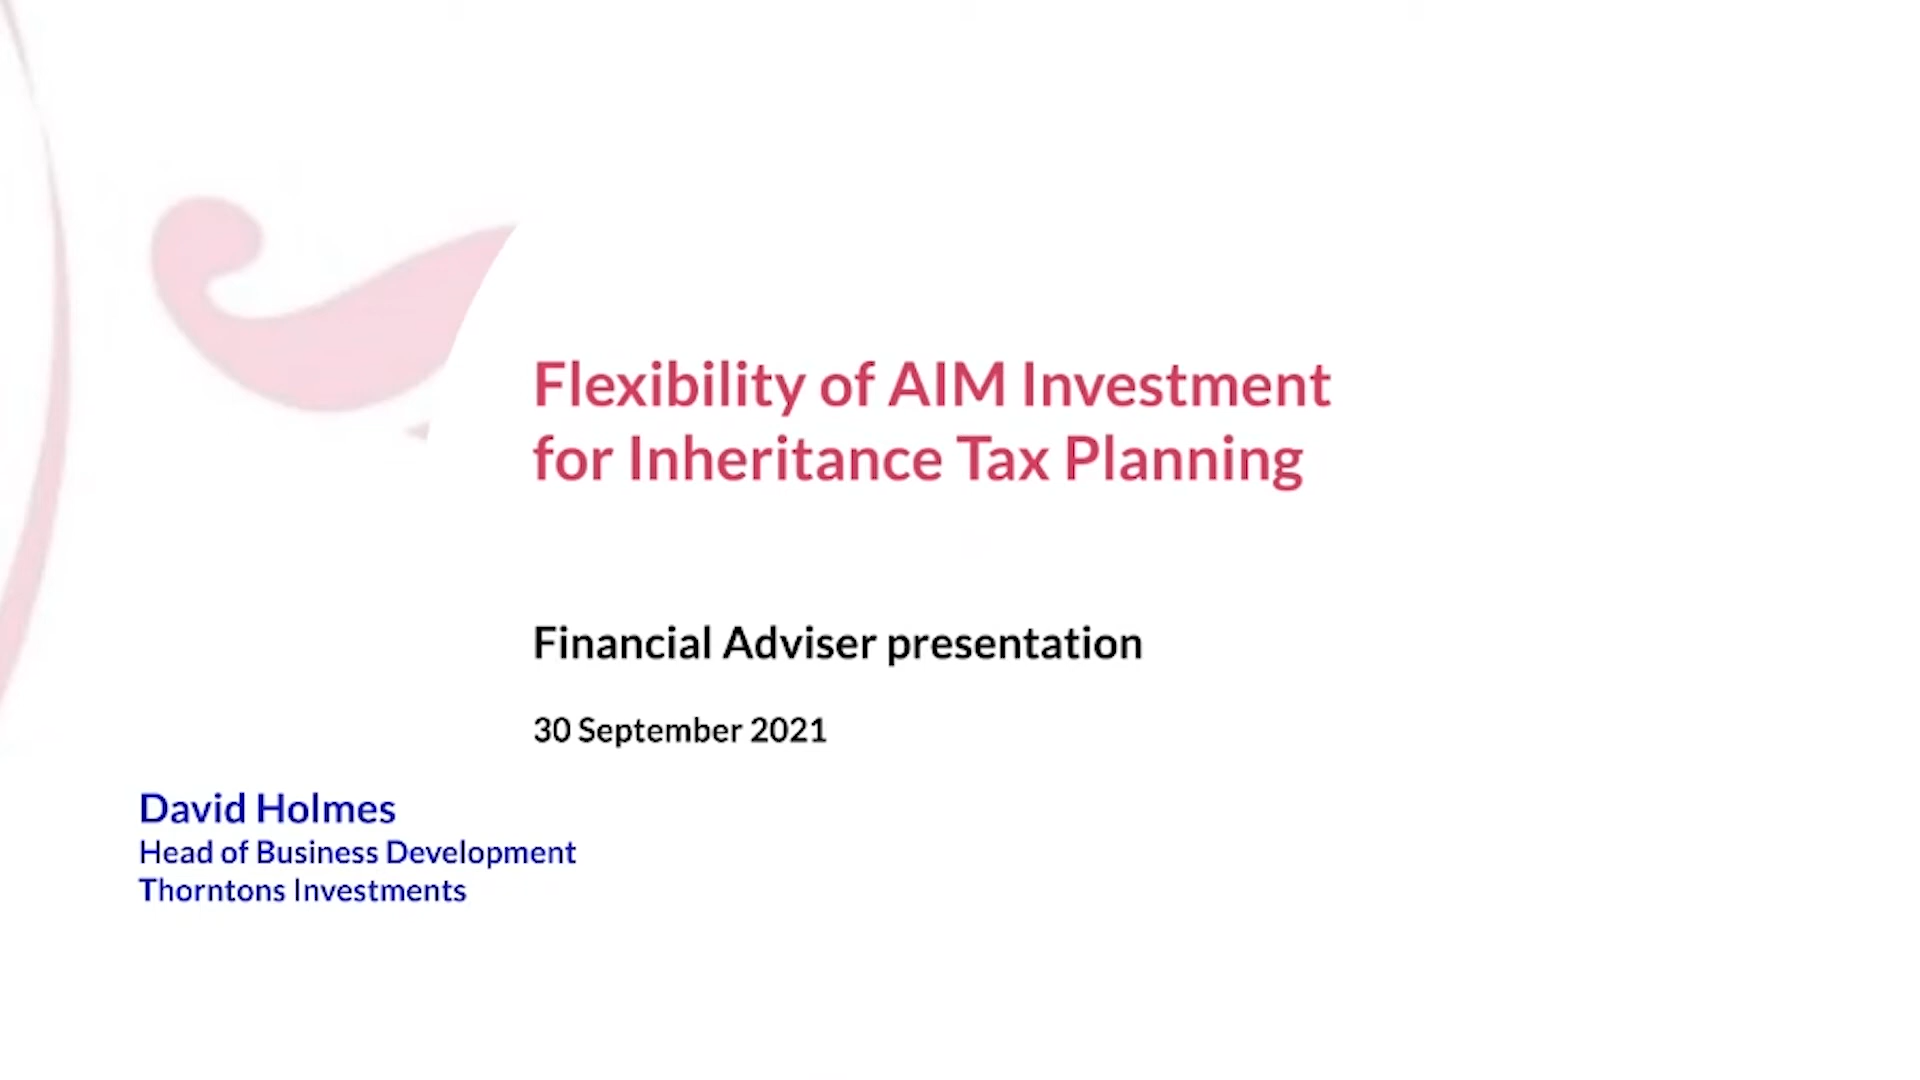 Flexibility of AIM Investment
for Inheritance Tax Planning
Financial Adviser presentation
30 September 2021
David Holmes
Head of Business Development
Thorntons Investments